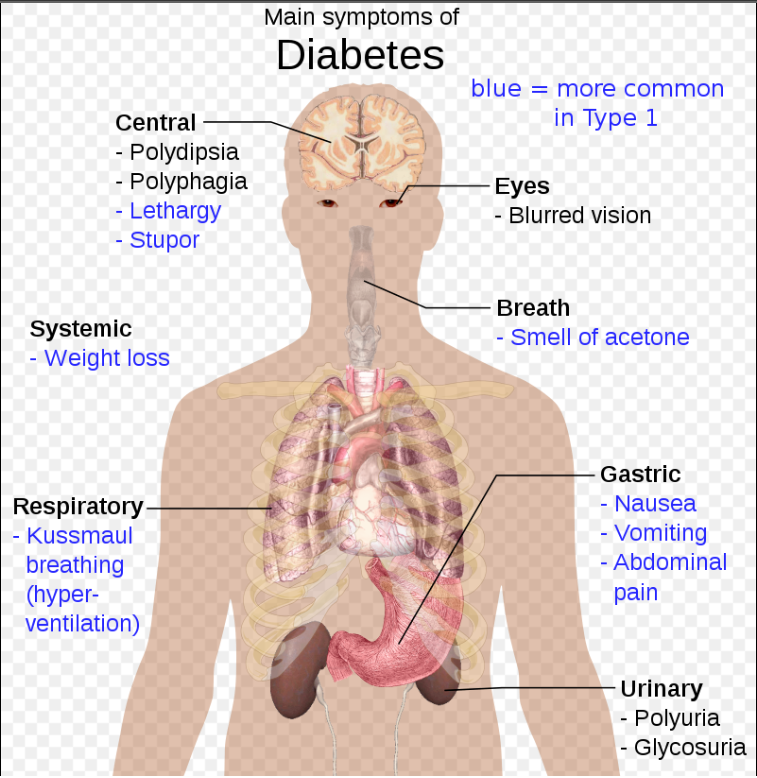 Main symptoms of
Diabetes
blue = more common
in Type 1
Central
- Polydipsia
- Polyphagia
- Lethargy
- Stupor
Eyes
- Blurred vision
Breath
- Smell of acetone
Systemic
- Weight loss
Gastric
- Nausea
- Vomiting
- Abdominal
pain
Respiratory
- Kussmaul
breathing
(hyper-
ventilation)
Urinary
- Polyuria
- Glycosuria